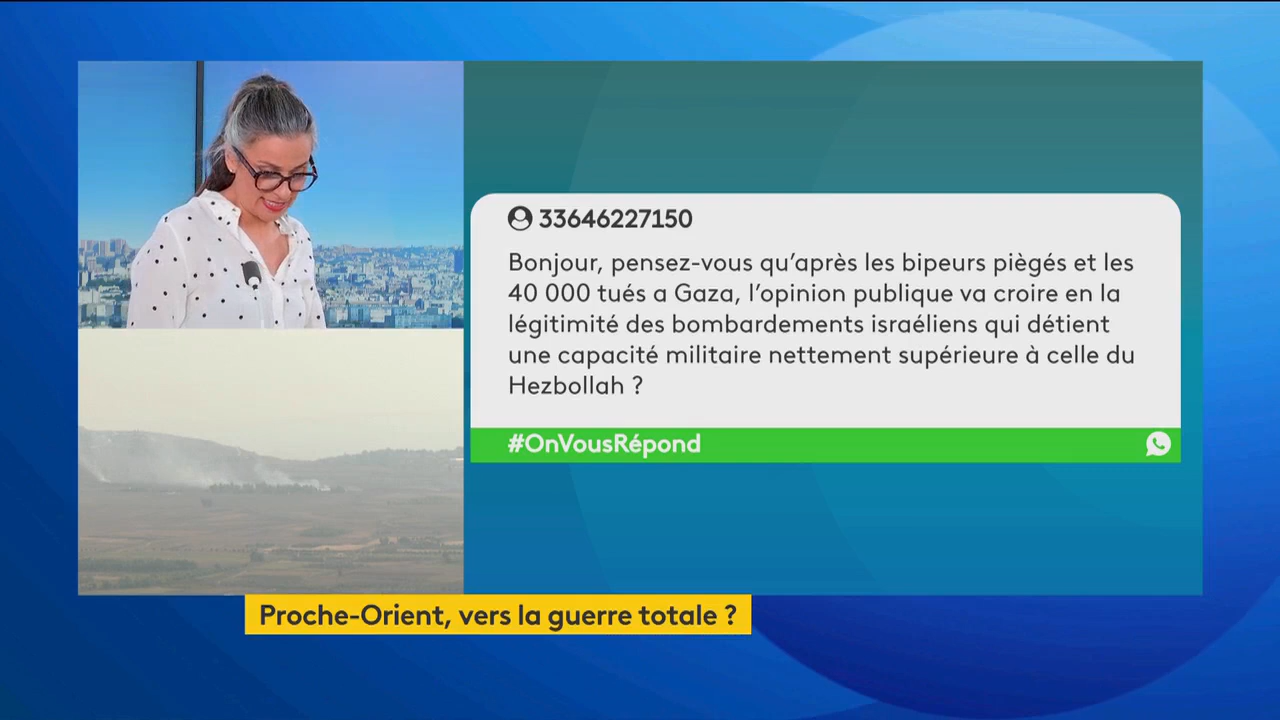 33646227150
Bonjour, pensez-vous qu'après les bipeurs piègés et les
40 000 tués a Gaza, l'opinion publique va croire en la
légitimité des bombardements israéliens qui détient
une capacité militaire nettement supérieure à celle du
Hezbollah ?
#OnVousRépond
Proche-Orient, vers la guerre totale ?